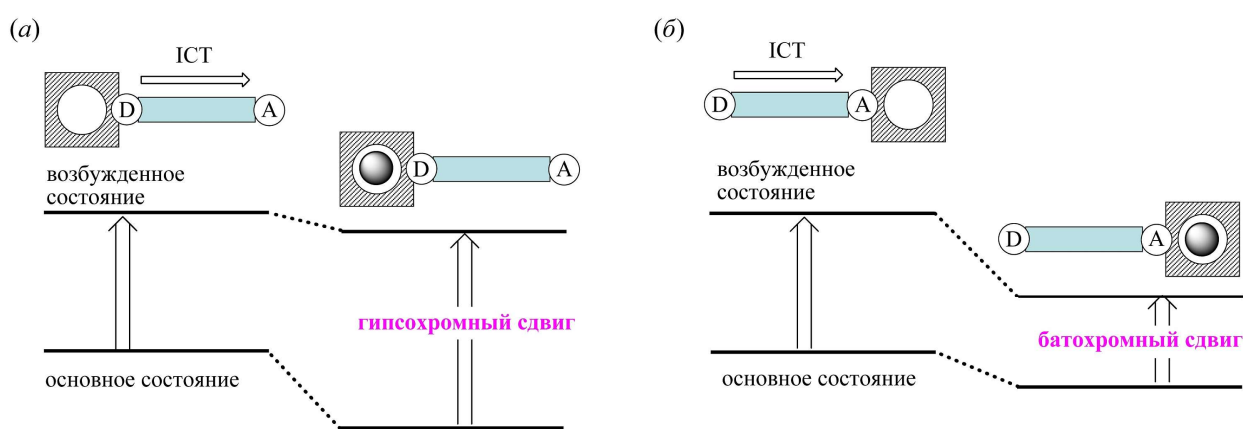 (а)
ICT
D
A
возбужденное
состояние
D
A
гипсохромный сдвиг
основное состояние
(б)
ICT
D
A
возбужденное
состояние
D
A
батохромный сдвиг
основное состояние